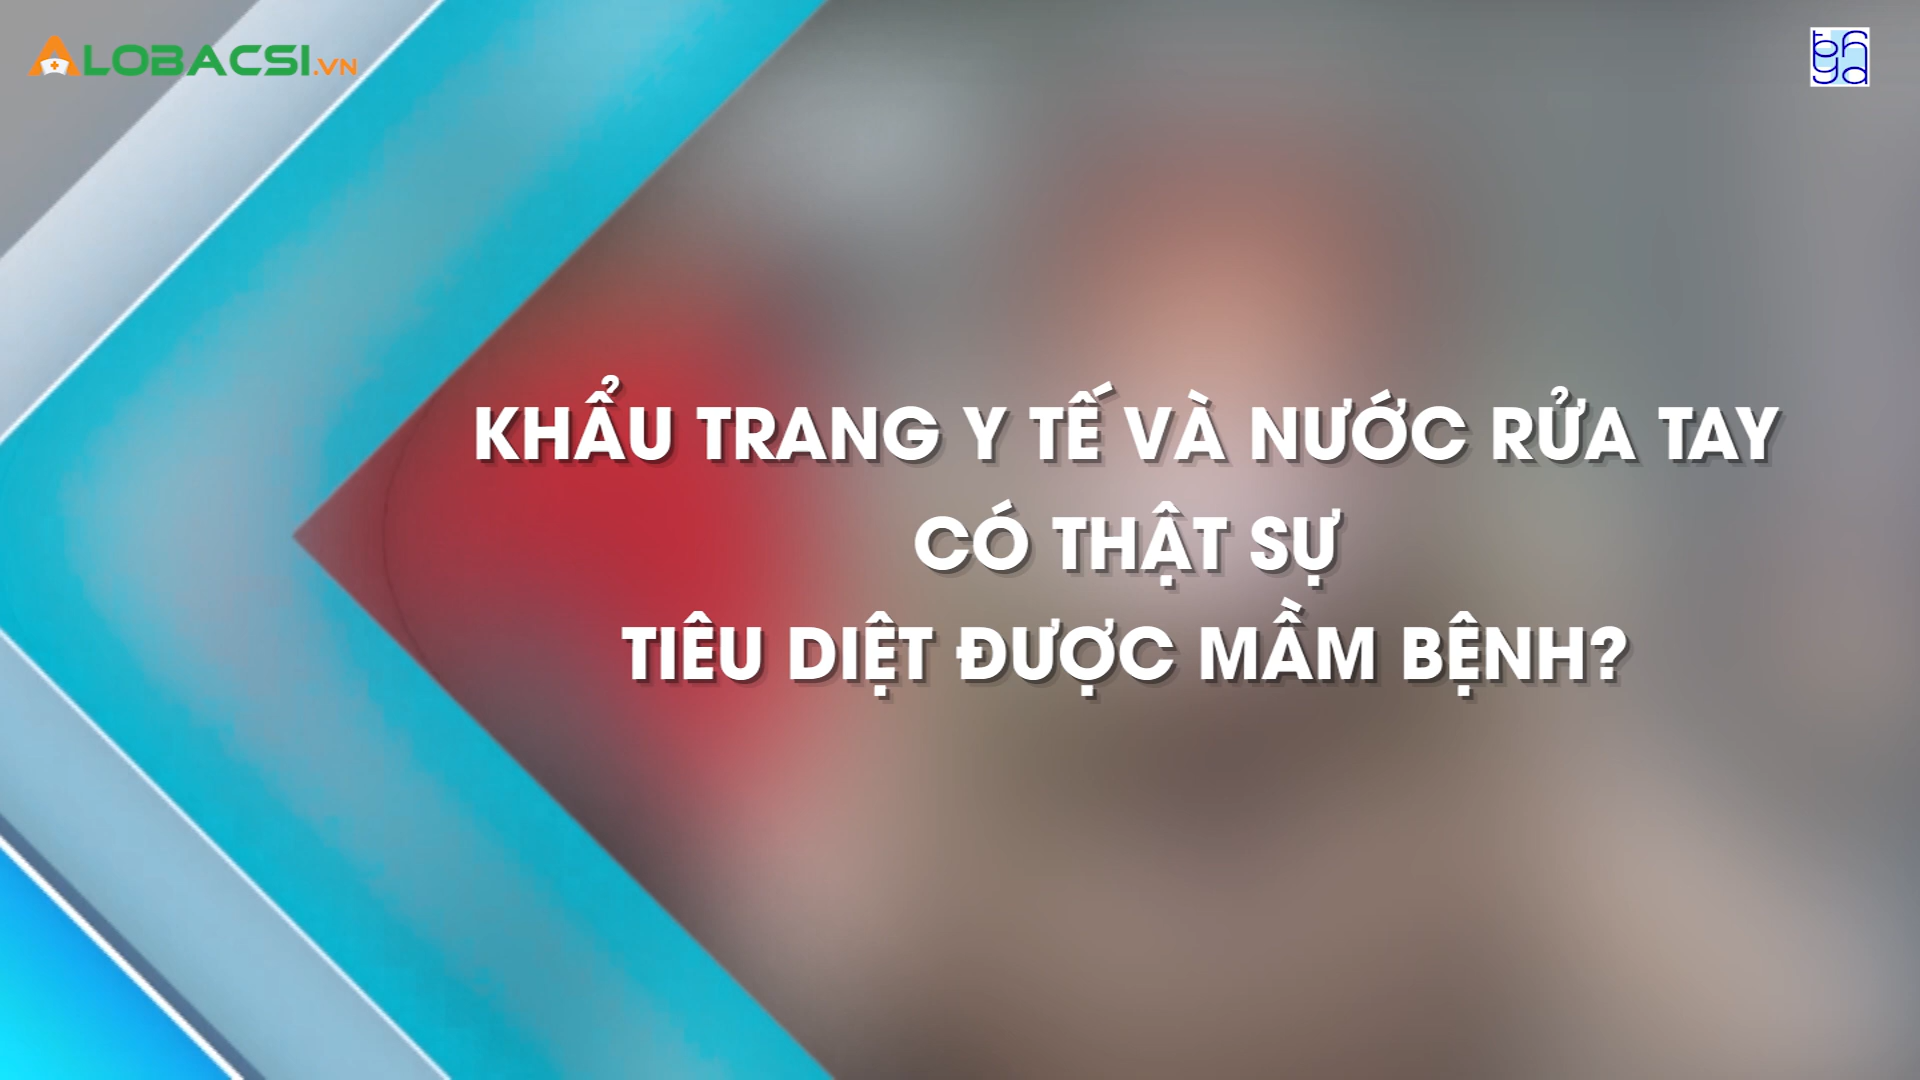 ALOBACSI.VN
KHẨU TRANG Y TẾ VÀ NƯỚC RỬA TAY
CÓ THẬT SỰ
TIÊU DIỆT ĐƯỢC MẦM BỆNH?